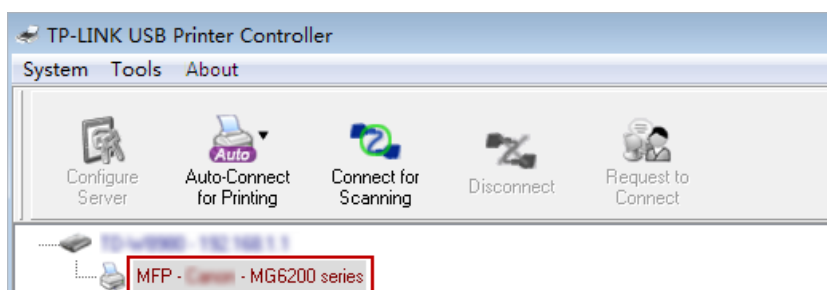 TP-LINK USB Printer Controller
System Tools About
Auto
Configure Server
Auto-Connect for Printing
Connect for Scanning
Disconnect
Request to Connect
MFP - - MG6200 series